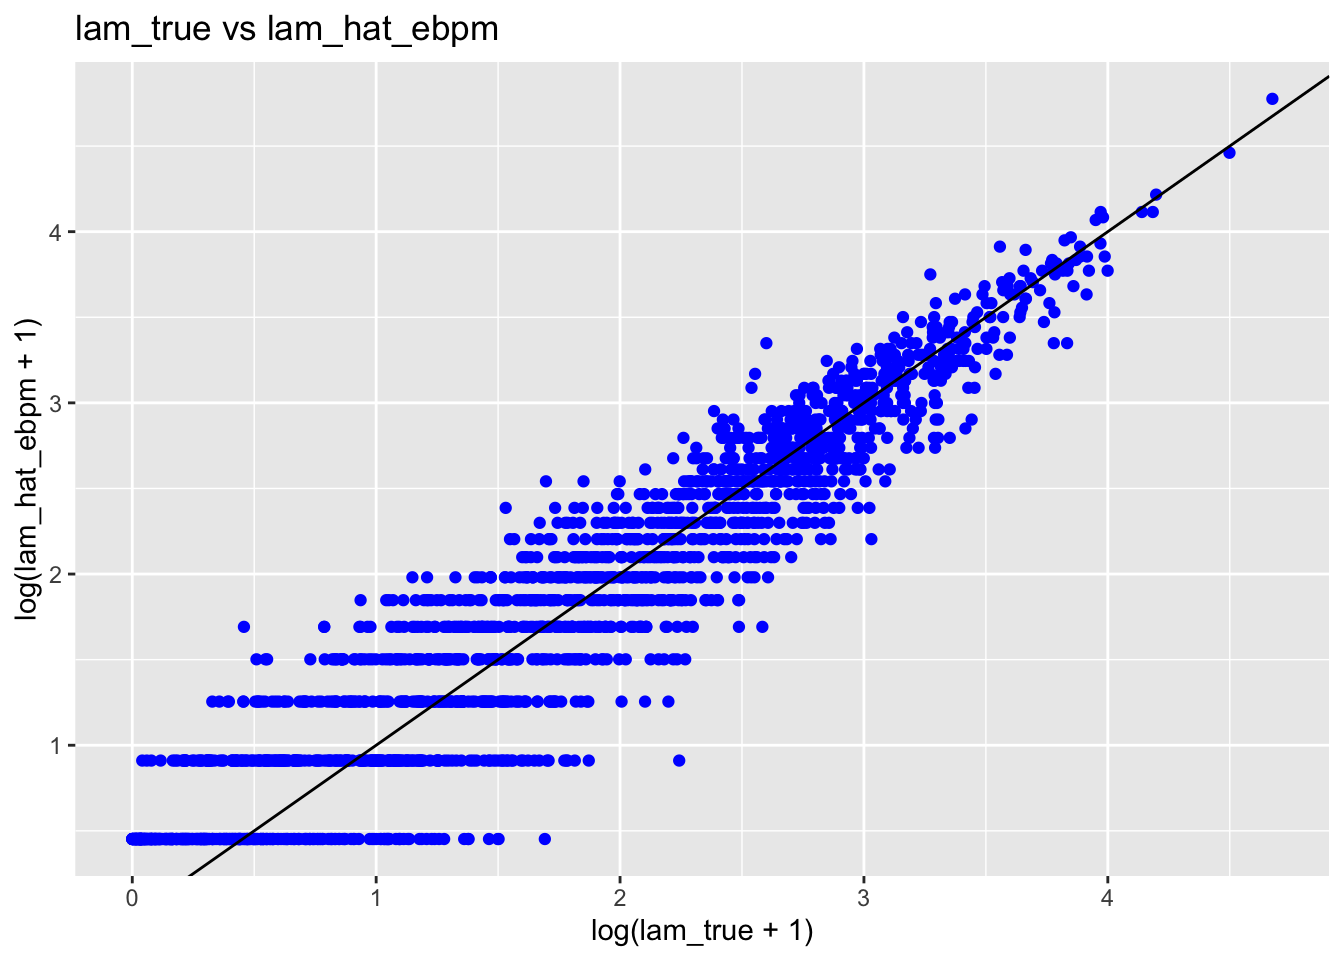 lam_true vs lam_hat_ebpm
log(lam_hat_ebpm + 1)
4
3
2
1
0 1 2 3 4
log(lam_true + 1)